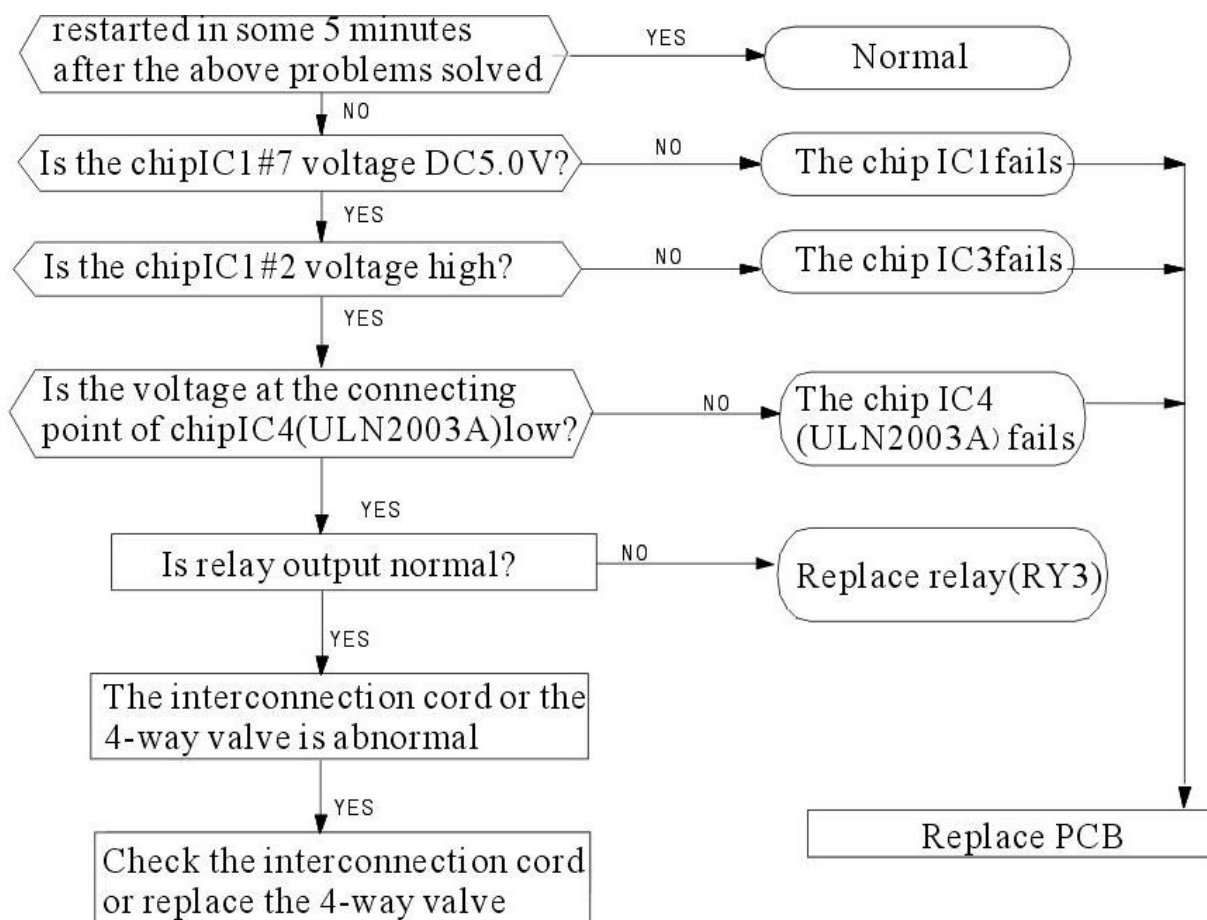 restarted in some 5 minutes
after the above problems solved
YES
Normal
NO
Is the chipIC1#7 voltage DC5.0V?
NO
The chip IC1fails
YES
Is the chipIC1#2 voltage high?
NO
The chip IC3fails
YES
Is the voltage at the connecting
point of chipIC4(ULN2003A)low?
NO
The chip IC4
(ULN2003A) fails
YES
Is relay output normal?
NO
Replace relay(RY3)
YES
The interconnection cord or the
4-way valve is abnormal
YES
Check the interconnection cord
or replace the 4-way valve
Replace PCB